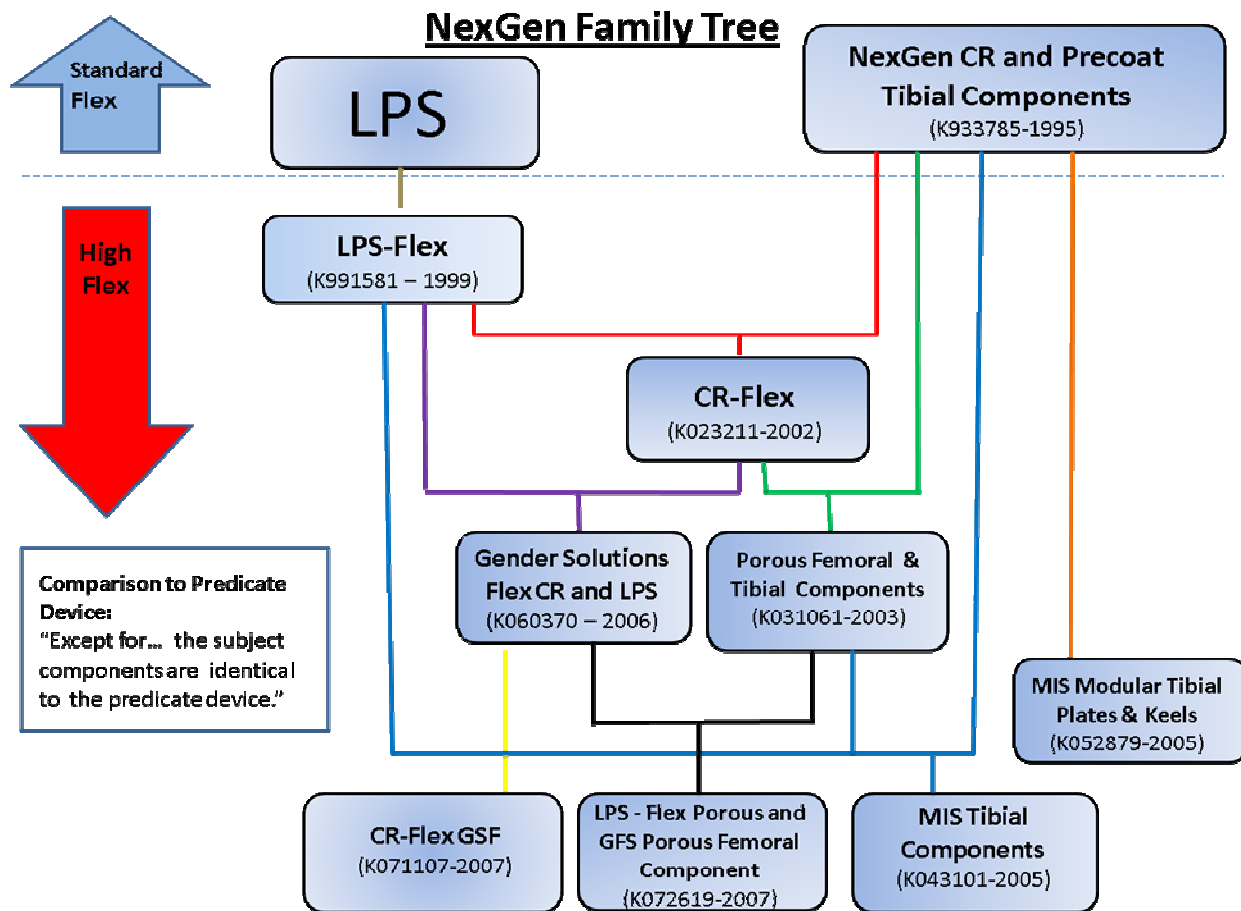 NexGen Family Tree
Standard
Flex
LPS
NexGen CR and Precoat
Tibial Components
(K933785-1995)
High
Flex
LPS-Flex
(K991581 – 1999)
CR-Flex
(K023211-2002)
Gender Solutions
Flex CR and LPS
(K060370 – 2006)
Porous Femoral &
Tibial Components
(K031061-2003)
Comparison to Predicate
Device:
“Except for... the subject
components are identical
to the predicate device.”
MIS Modular Tibial
Plates & Keels
(K052879-2005)
CR-Flex GSF
(K071107-2007)
LPS - Flex Porous and
GFS Porous Femoral
Component
(K072619-2007)
MIS Tibial
Components
(K043101-2005)